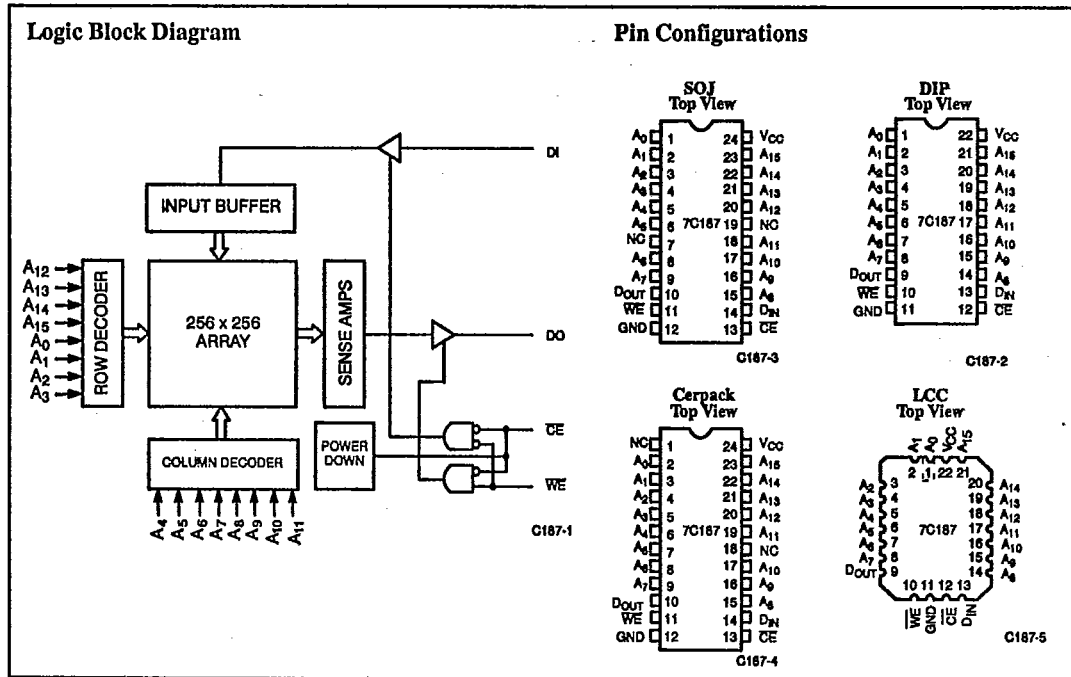 Logic Block Diagram
DI
INPUT BUFFER
A12
A13
A14
A15
A0
A1
A2
A3
ROW DECODER
256 x 256
ARRAY
SENSE AMPS
DO
COLUMN DECODER
POWER
DOWN
CE
WE
A4 A5 A6 A7 A8 A9 A10 A11
C187-1
Pin Configurations
SOJ
Top View
A0 1 24 VCC
A1 2 23 A15
A2 3 22 A14
A3 4 21 A13
A4 5 20 A12
A5 6 7C187 19 NC
NC 7 18 A11
A6 8 17 A10
A7 9 16 A9
DOUT 10 15 A8
WE 11 14 DIN
GND 12 13 CE
C187-3
DIP
Top View
A0 1 22 VCC
A1 2 21 A15
A2 3 20 A14
A3 4 19 A13
A4 5 18 A12
A5 6 7C187 17 A11
A6 7 16 A10
A7 8 15 A9
DOUT 9 14 A8
WE 10 13 DIN
GND 11 12 CE
C187-2
Cerpack
Top View
NC 1 24 VCC
A0 2 23 A15
A1 3 22 A14
A2 4 21 A13
A3 5 20 A12
A4 6 7C187 19 A11
A5 7 18 NC
A6 8 17 A10
A7 9 16 A9
DOUT 10 15 A8
WE 11 14 DIN
GND 12 13 CE
C187-4
LCC
Top View
A1 A0 VCC A15
2 1 22 21
A2 3 20 A14
A3 4 19 A13
A4 5 18 A12
A5 6 7C187 17 A11
A6 7 16 A10
A7 8 15 A9
DOUT 9 14 A8
10 11 12 13
WE GND CE DIN
C187-5